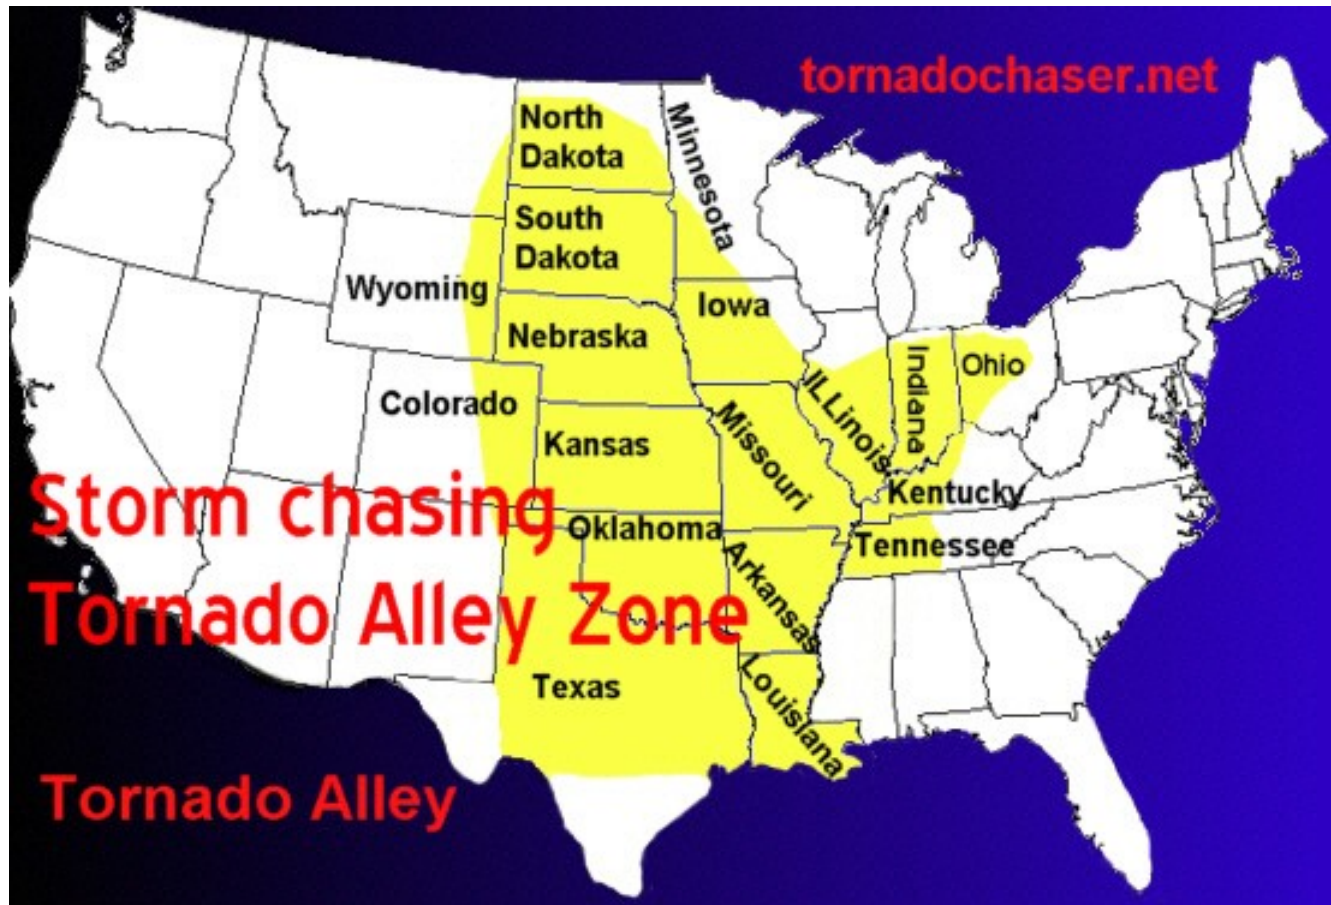 tornadochaser.net
North
Dakota
Minnesota
South
Dakota
Wyoming
Iowa
Nebraska
Indiana
Ohio
Colorado
ILLinois
Missouri
Kansas
Kentucky
Storm chasing
Oklahoma
Tennessee
Arkansas
Tornado Alley Zone
Texas
Louisiana
Tornado Alley